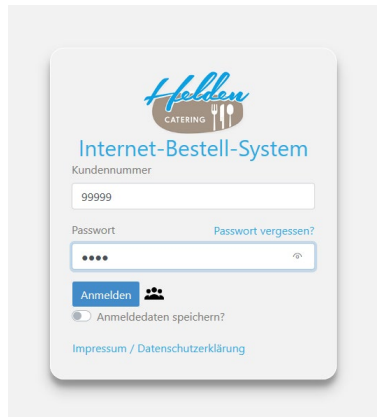 Helden
CATERING
Internet-Bestell-System
Kundennummer
99999
Passwort Passwort vergessen?
••••
Anmelden
Anmeldedaten speichern?
Impressum / Datenschutzerklärung